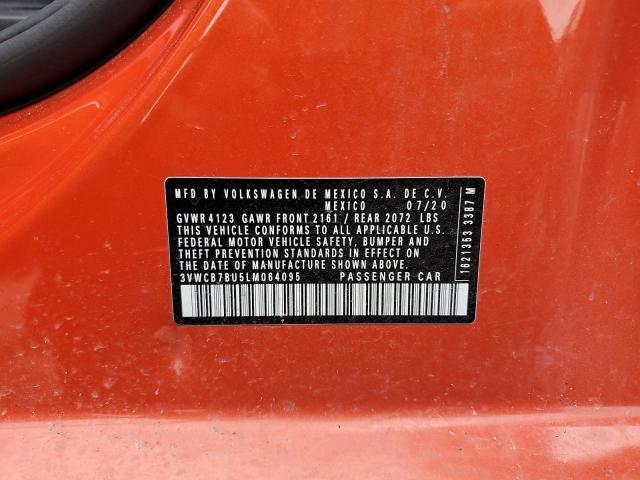 MFD BY VOLKSWAGEN DE MEXICO S.A. DE C.V.
MEXICO 07/20
GVWR 4123 GAWR FRONT 2161 / REAR 2072 LBS
THIS VEHICLE CONFORMS TO ALL APPLICABLE U.S.
FEDERAL MOTOR VEHICLE SAFETY, BUMPER AND
THEFT PREVENTION STANDARDS IN EFFECT ON
THE DATE OF MANUFACTURE SHOWN ABOVE.
3VWCB7BU5LM064095 PASSENGER CAR
1621353 3387 M